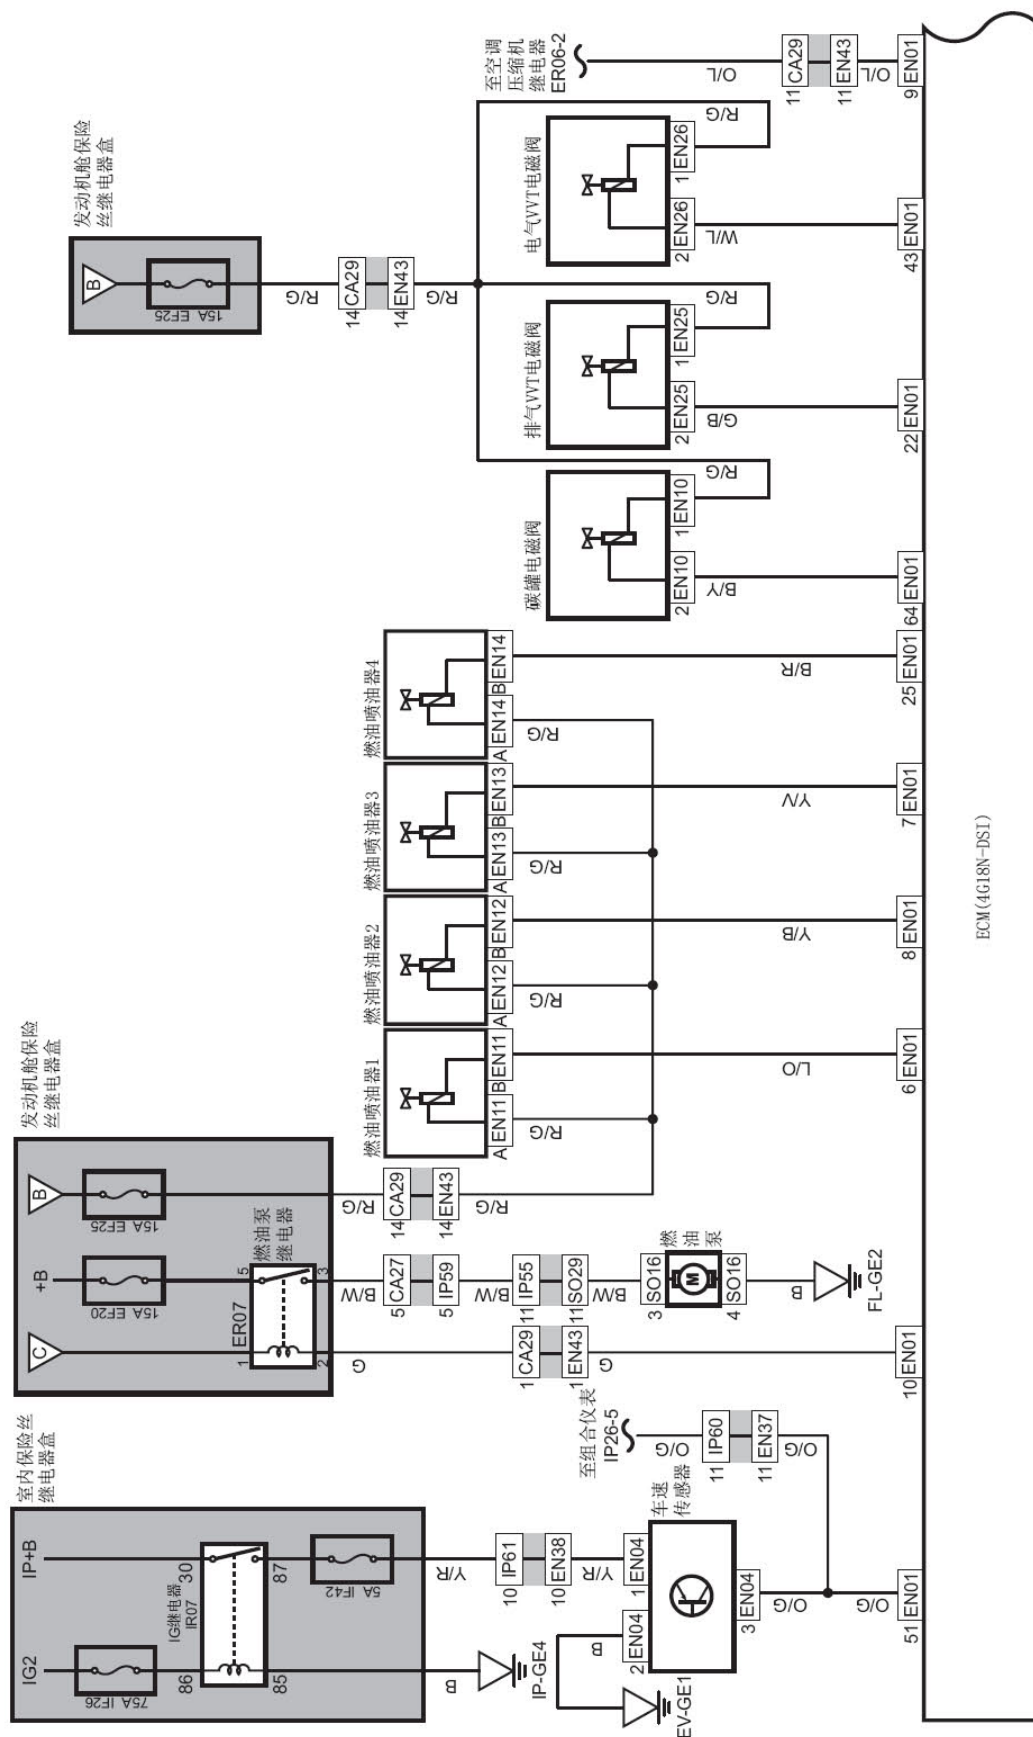 室内保险丝
继电器盒
IG2
IP+B
75A IF26
86
30
IG继电器
IR07
85
87
5A IF42
B
IP-GE4
Y/R
10 IP61
10 EN38
Y/R
1 EN04
2 EN04
B
EV-GE1
车速
传感器
3 EN04
O/G
O/G
51 EN01
至组合仪表
IP26-5
O/G
11 IP60
11 EN37
O/G
发动机舱保险
丝继电器盒
C
+B
B
15A EF20
15A EF25
1
ER07
5
燃油泵
继电器
2
3
G
1 CA29
1 EN43
G
10 EN01
B/W
5 CA27
5 IP59
B/W
11 IP55
11 SO29
B/W
3 SO16
燃油泵
M
4 SO16
B
FL-GE2
R/G
14 CA29
14 EN43
R/G
燃油喷油器1
A EN11
B EN11
R/G
L/O
6 EN01
燃油喷油器2
A EN12
B EN12
R/G
Y/B
8 EN01
燃油喷油器3
A EN13
B EN13
R/G
Y/V
7 EN01
燃油喷油器4
A EN14
B EN14
R/G
B/R
25 EN01
发动机舱保险
丝继电器盒
B
15A EF25
R/G
14 CA29
14 EN43
R/G
碳罐电磁阀
2 EN10
1 EN10
B/Y
R/G
64 EN01
排气VVT电磁阀
2 EN25
1 EN25
G/B
R/G
22 EN01
电气VVT电磁阀
2 EN26
1 EN26
W/L
R/G
43 EN01
至空调
压缩机
继电器
ER06-2
O/L
11 CA29
11 EN43
O/L
9 EN01
ECM(4G18N-DSI)